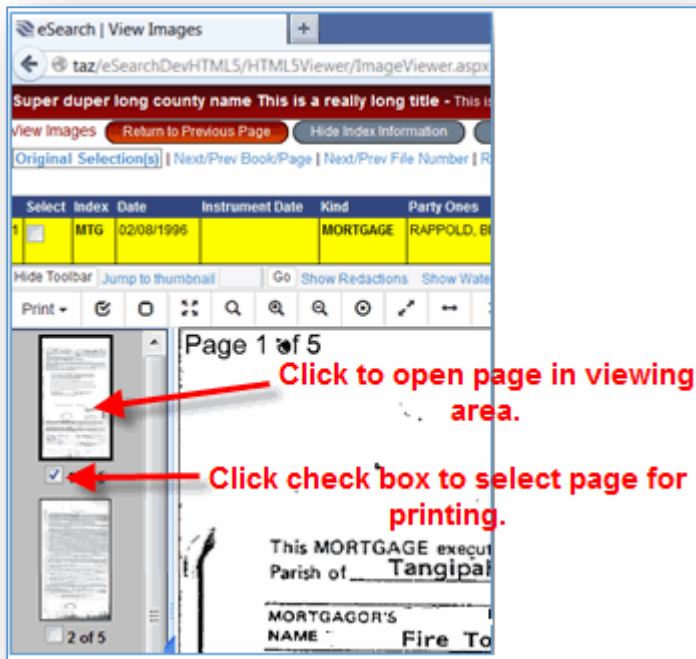 eSearch | View Images +
taz/eSearchDevHTML5/HTML5Viewer/ImageViewer.aspx
Super duper long county name This is a really long title - This is
View Images Return to Previous Page Hide Index Information
Original Selection(s) | Next/Prev Book/Page | Next/Prev File Number | R
Select Index Date Instrument Date Kind Party Ones
1 MTG 02/08/1996 MORTGAGE RAPPOLD,
Hide Toolbar Jump to thumbnail Go Show Redactions Show Wate
Print
Page 1 of 5
Click to open page in viewing
area.
5
Click check box to select page for
printing.
This MORTGAGE execut
Parish of Tangipah
MORTGAGOR'S
NAME Fire To
2 of 5